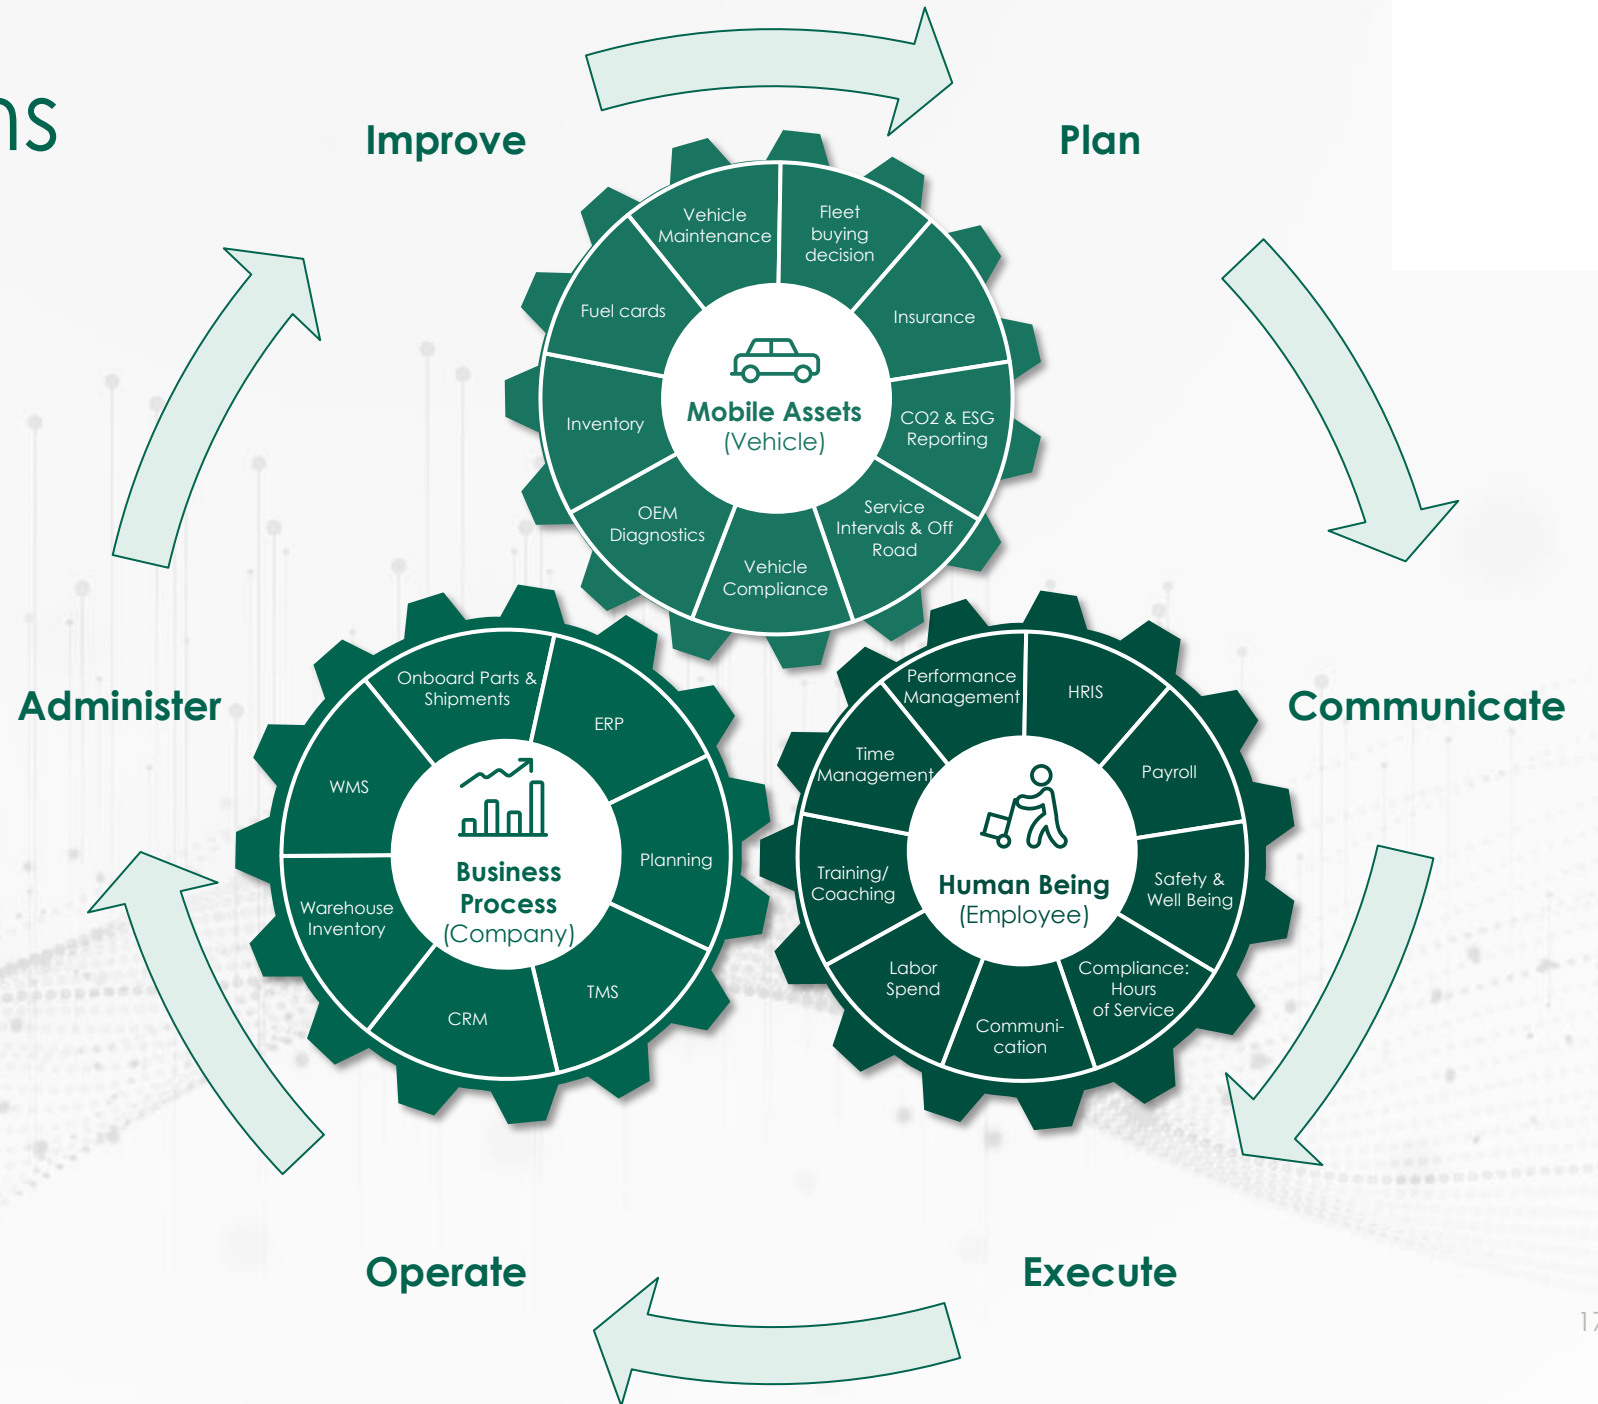 ns
Improve
Plan
Vehicle
Maintenance
Fleet
buying
decision
Fuel cards
Insurance
Inventory
Mobile Assets
(Vehicle)
CO2 & ESG
Reporting
OEM
Diagnostics
Service
Intervals & Off
Road
Vehicle
Compliance
Administer
Communicate
Onboard Parts &
Shipments
ERP
WMS
Planning
Business
Process
(Company)
Warehouse
Inventory
TMS
CRM
Performance
Management
HRIS
Time
Management
Payroll
Training/
Coaching
Human Being
(Employee)
Safety &
Well Being
Labor
Spend
Compliance:
Hours
of Service
Communi-
cation
Operate
Execute
17